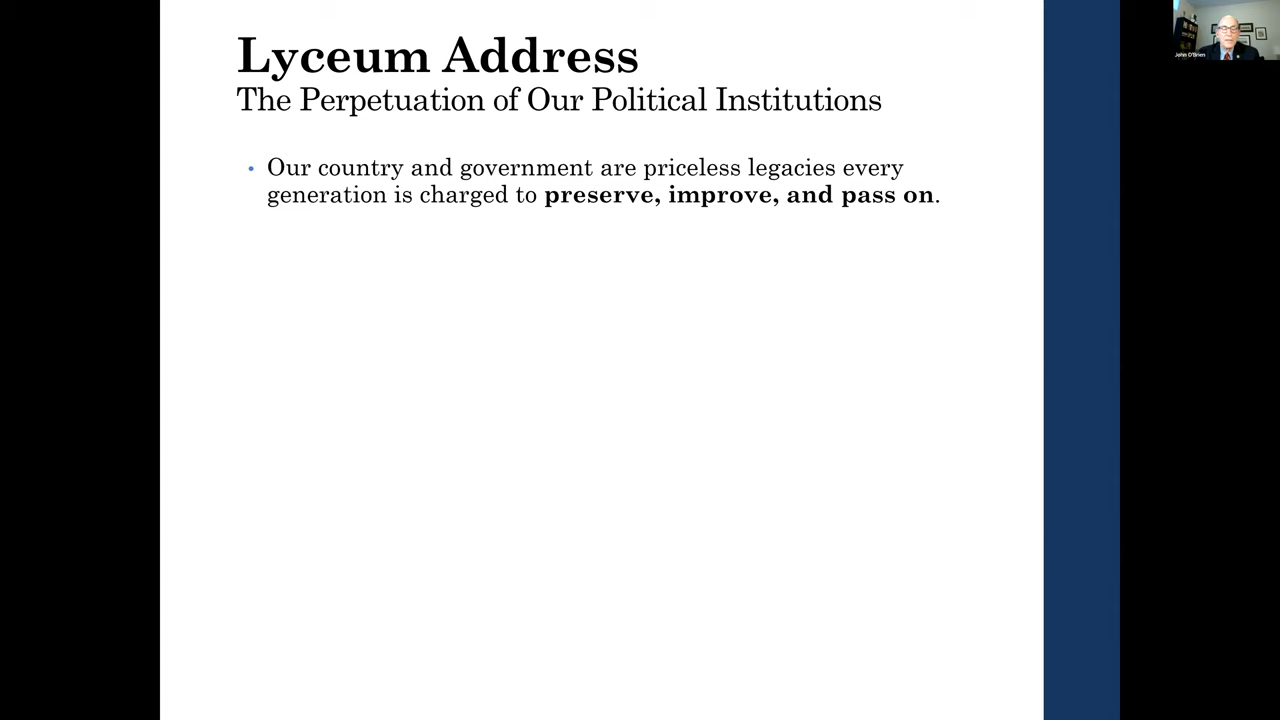 Lyceum Address
The Perpetuation of Our Political Institutions
• Our country and government are priceless legacies every
generation is charged to preserve, improve, and pass on.
John O'Brien